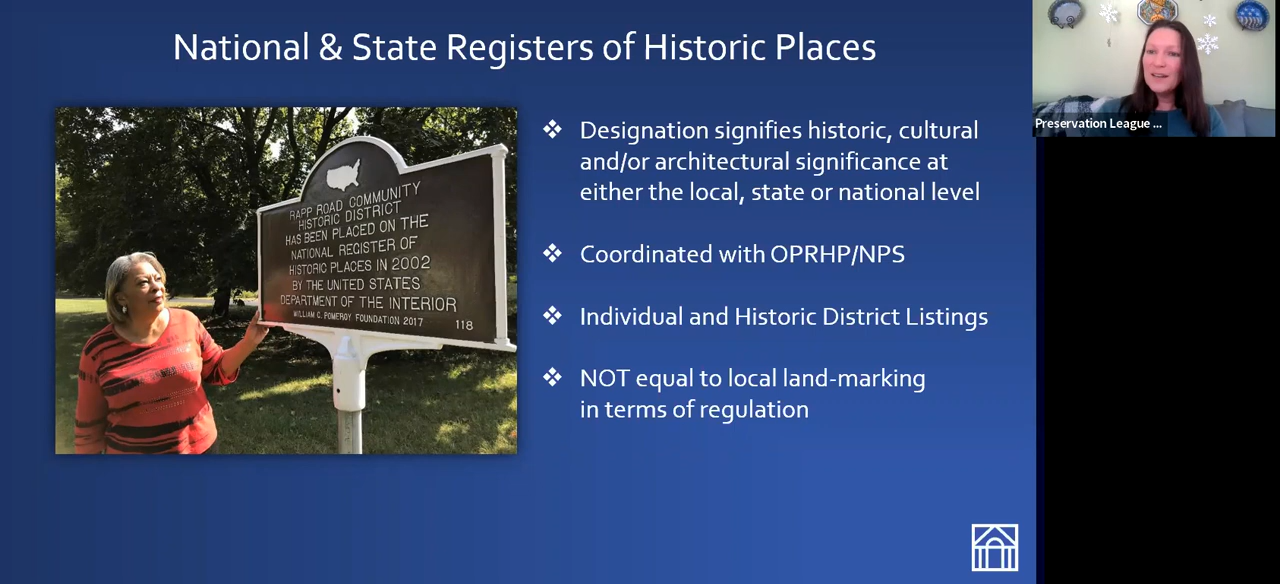 National & State Registers of Historic Places
RAPP ROAD COMMUNITY
HISTORIC DISTRICT
HAS BEEN PLACED ON THE
NATIONAL REGISTER OF
HISTORIC PLACES IN 2002
BY THE UNITED STATES
DEPARTMENT OF THE INTERIOR
WILLIAM G. POMEROY FOUNDATION 2017
118
❖ Designation signifies historic, cultural
and/or architectural significance at
either the local, state or national level
❖ Coordinated with OPRHP/NPS
❖ Individual and Historic District Listings
❖ NOT equal to local land-marking
in terms of regulation
Preservation League ...